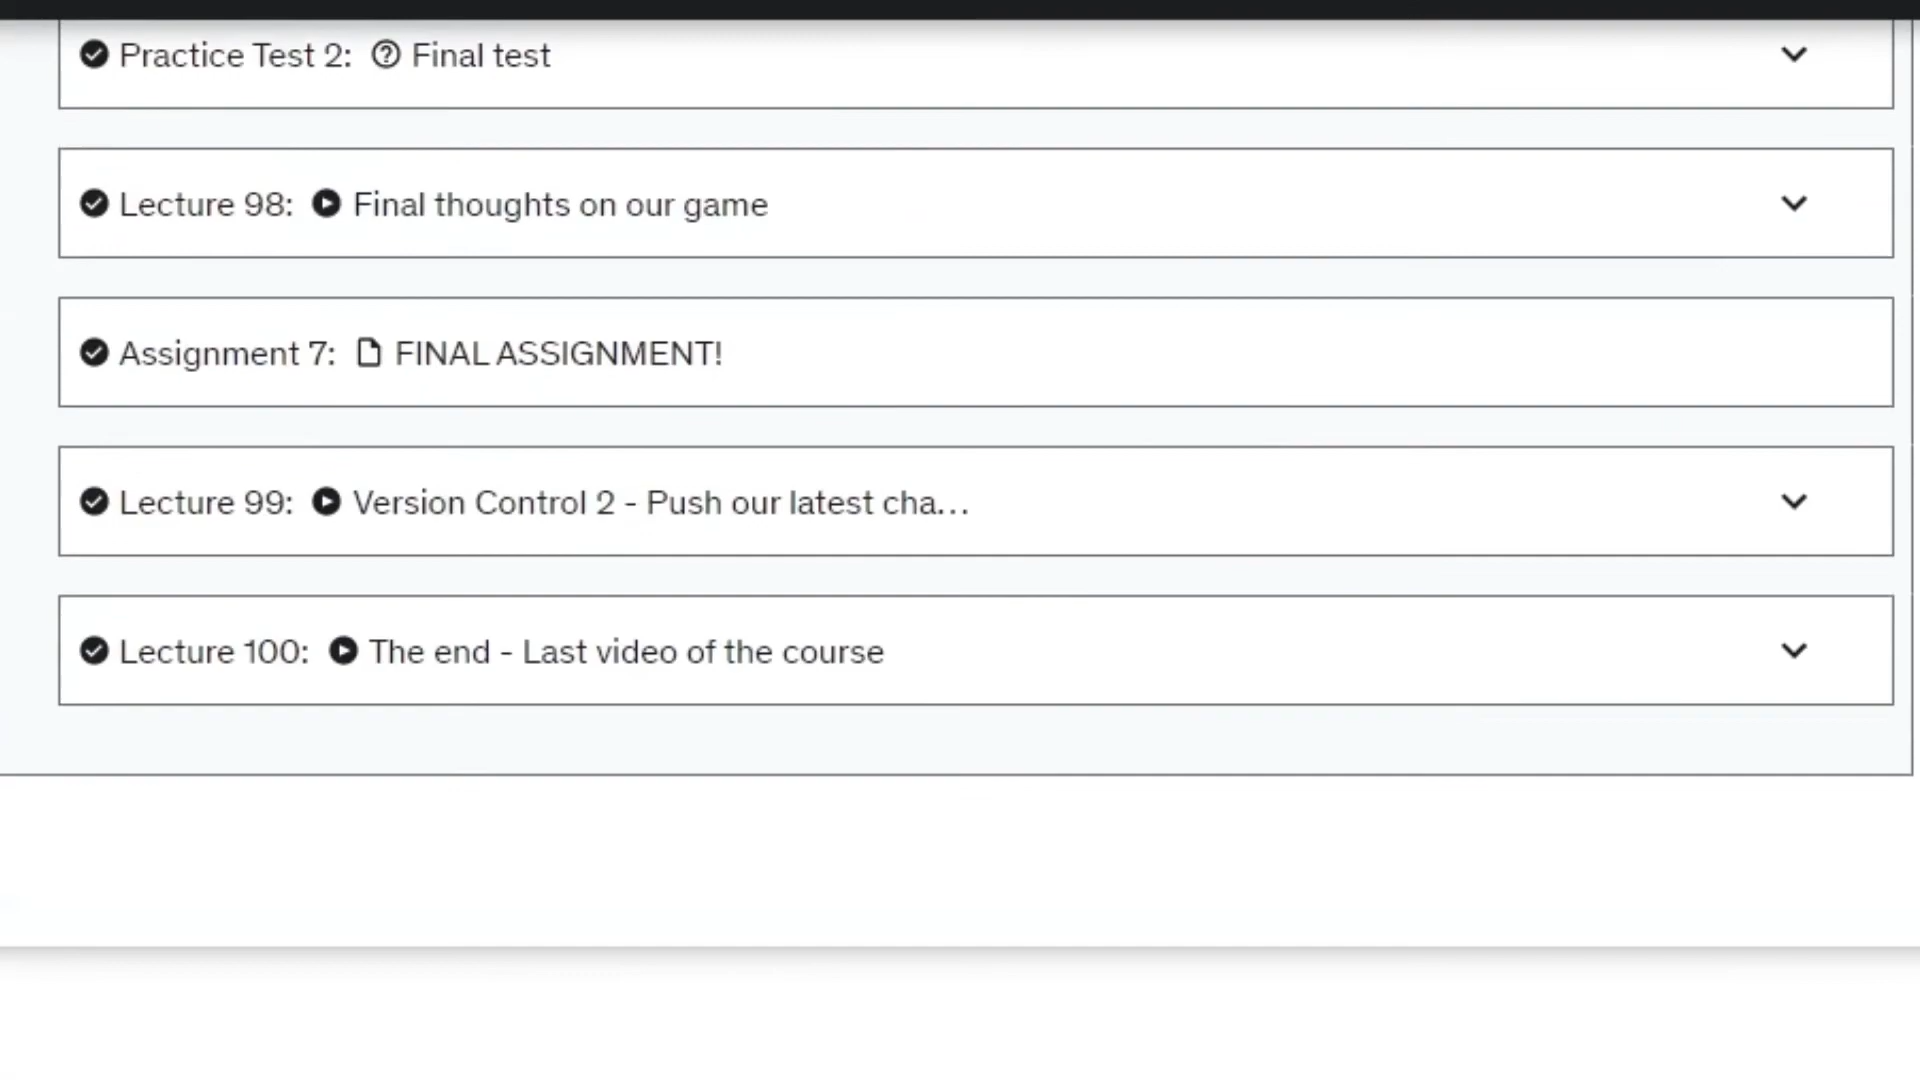 Practice Test 2: Final test
Lecture 98: Final thoughts on our game
Assignment 7: FINAL ASSIGNMENT!
Lecture 99: Version Control 2 - Push our latest cha...
Lecture 100: The end - Last video of the course